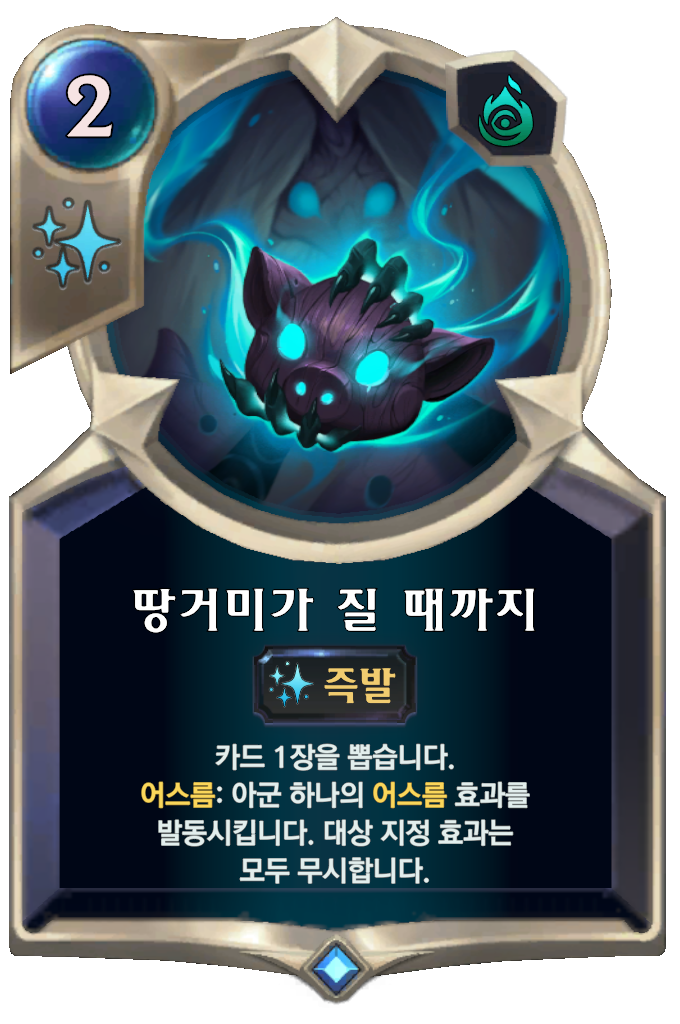 2
땅거미가 질 때까지
즉발
카드 1장을 뽑습니다.
어스름: 아군 하나의 어스름 효과를
발동시킵니다. 대상 지정 효과는
모두 무시합니다.